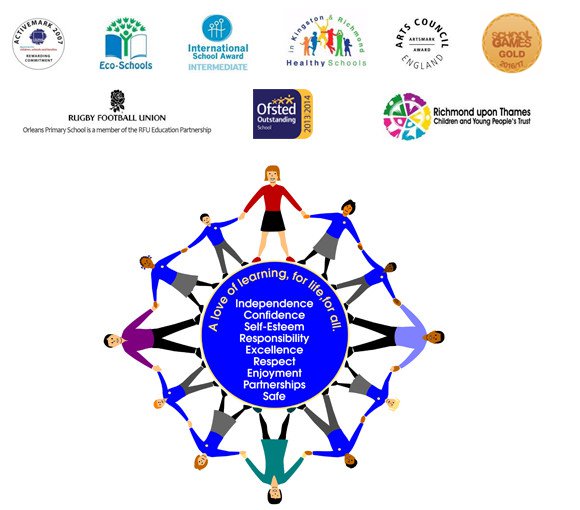 ACTIVEMARK 2007
REWARDING COMMITMENT
Eco-Schools
International
School Award
INTERMEDIATE
in Kingston & Richmond
Healthy Schools
ARTS COUNCIL
ARTSMARK
AWARD
ENGLAND
SCHOOL
GAMES
GOLD
2016/17
RUGBY FOOTBALL UNION
Orleans Primary School is a member of the RFU Education Partnership
Ofsted
Outstanding
School
2013|2014
Richmond upon Thames
Children and Young People's Trust
A love of learning, for life, for all.
Independence
Confidence
Self-Esteem
Responsibility
Excellence
Respect
Enjoyment
Partnerships
Safe